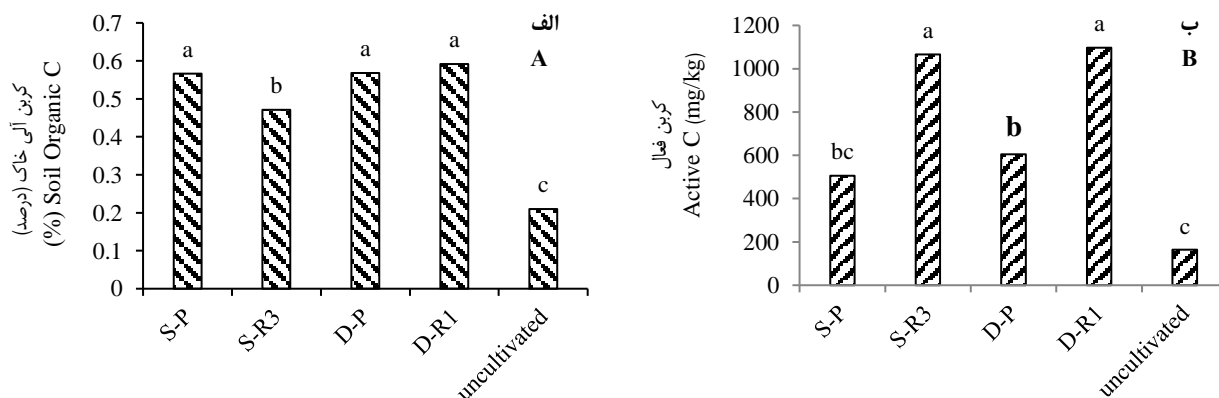 الف
A
کربن آلی خاک (درصد)
(%) Soil Organic C
0.7
0.6
0.5
0.4
0.3
0.2
0.1
0
a
b
a
a
c
S-P
S-R3
D-P
D-R1
uncultivated
ب
B
کربن فعال
Active C (mg/kg)
1200
1000
800
600
400
200
0
bc
a
b
a
c
S-P
S-R3
D-P
D-R1
uncultivated